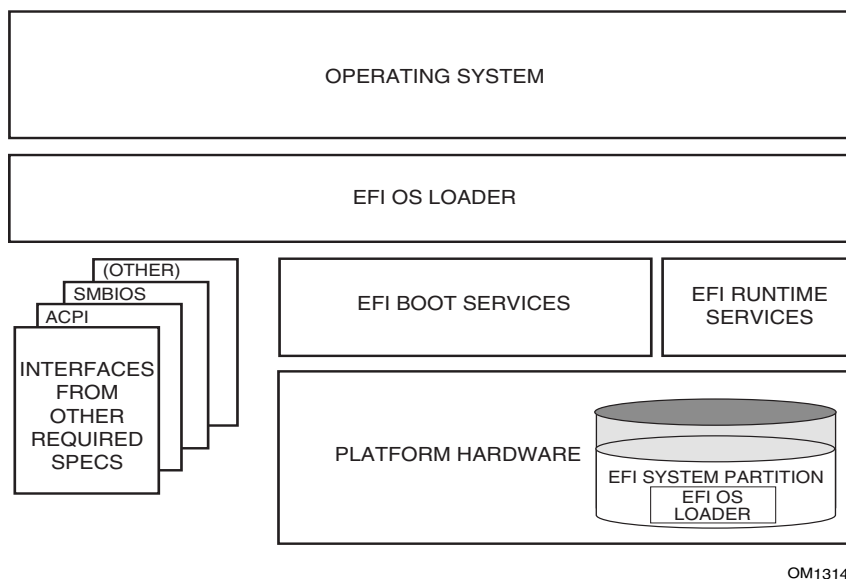 OPERATING SYSTEM
EFI OS LOADER
(OTHER)
SMBIOS
ACPI
INTERFACES
FROM
OTHER
REQUIRED
SPECS
EFI BOOT SERVICES
EFI RUNTIME
SERVICES
PLATFORM HARDWARE
EFI SYSTEM PARTITION
EFI OS
LOADER
OM1314